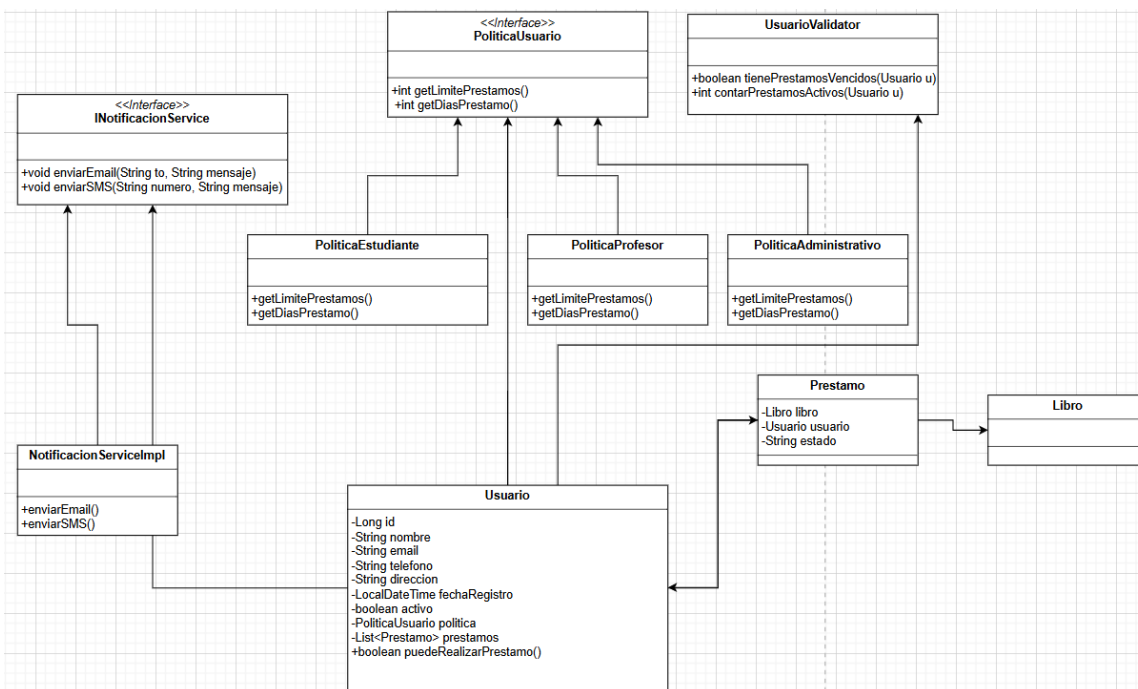 <<Interface>>
PoliticaUsuario
+int getLimitePrestamos()
+int getDiasPrestamo()
UsuarioValidator
+boolean tienePrestamosVencidos(Usuario u)
+int contarPrestamosActivos(Usuario u)
<<Interface>>
INotificacionService
+void enviarEmail(String to, String mensaje)
+void enviarSMS(String numero, String mensaje)
PoliticaEstudiante
+getLimitePrestamos()
+getDiasPrestamo()
PoliticaProfesor
+getLimitePrestamos()
+getDiasPrestamo()
PoliticaAdministrativo
+getLimitePrestamos()
+getDiasPrestamo()
Prestamo
-Libro libro
-Usuario usuario
-String estado
Libro
NotificacionServiceImpl
+enviarEmail()
+enviarSMS()
Usuario
-Long id
-String nombre
-String email
-String telefono
-String direccion
-LocalDateTime fechaRegistro
-boolean activo
-PoliticaUsuario politica
-List<Prestamo> prestamos
+boolean puedeRealizarPrestamo()